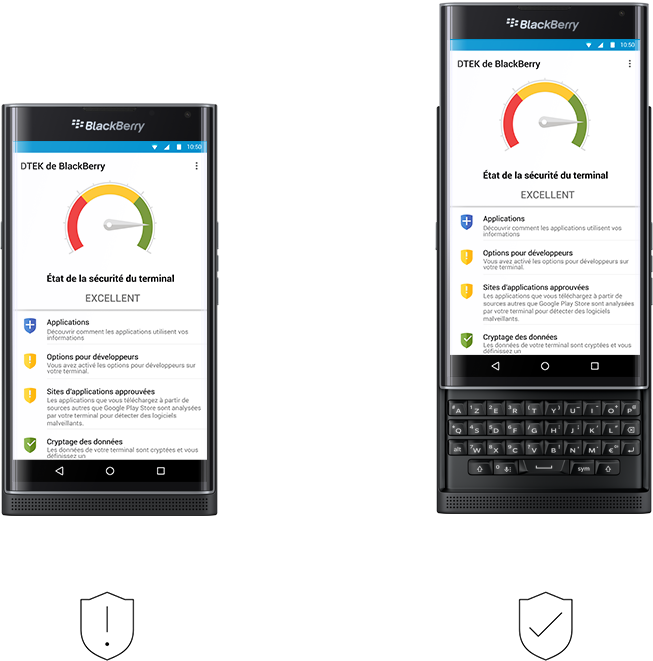 BlackBerry
10:50
DTEK de BlackBerry
État de la sécurité du terminal
EXCELLENT
Applications
Découvrir comment les applications utilisent vos
informations
Options pour développeurs
Vous avez activé les options pour développeurs sur
votre terminal.
Sites d'applications approuvées
Les applications que vous téléchargez à partir de
sources autres que Google Play Store sont analysées
par votre terminal pour détecter des logiciels
malveillants.
Cryptage des données
Les données de votre terminal sont cryptées et vous
définissez un
BlackBerry
10:50
DTEK de BlackBerry
État de la sécurité du terminal
EXCELLENT
Applications
Découvrir comment les applications utilisent vos
informations
Options pour développeurs
Vous avez activé les options pour développeurs sur
votre terminal.
Sites d'applications approuvées
Les applications que vous téléchargez à partir de
sources autres que Google Play Store sont analysées
par votre terminal pour détecter des logiciels
malveillants.
Cryptage des données
Les données de votre terminal sont cryptées et vous
définissez un
A Z E R T Y U I O P
Q S D F G H J K L
alt W X C V B N M
sym